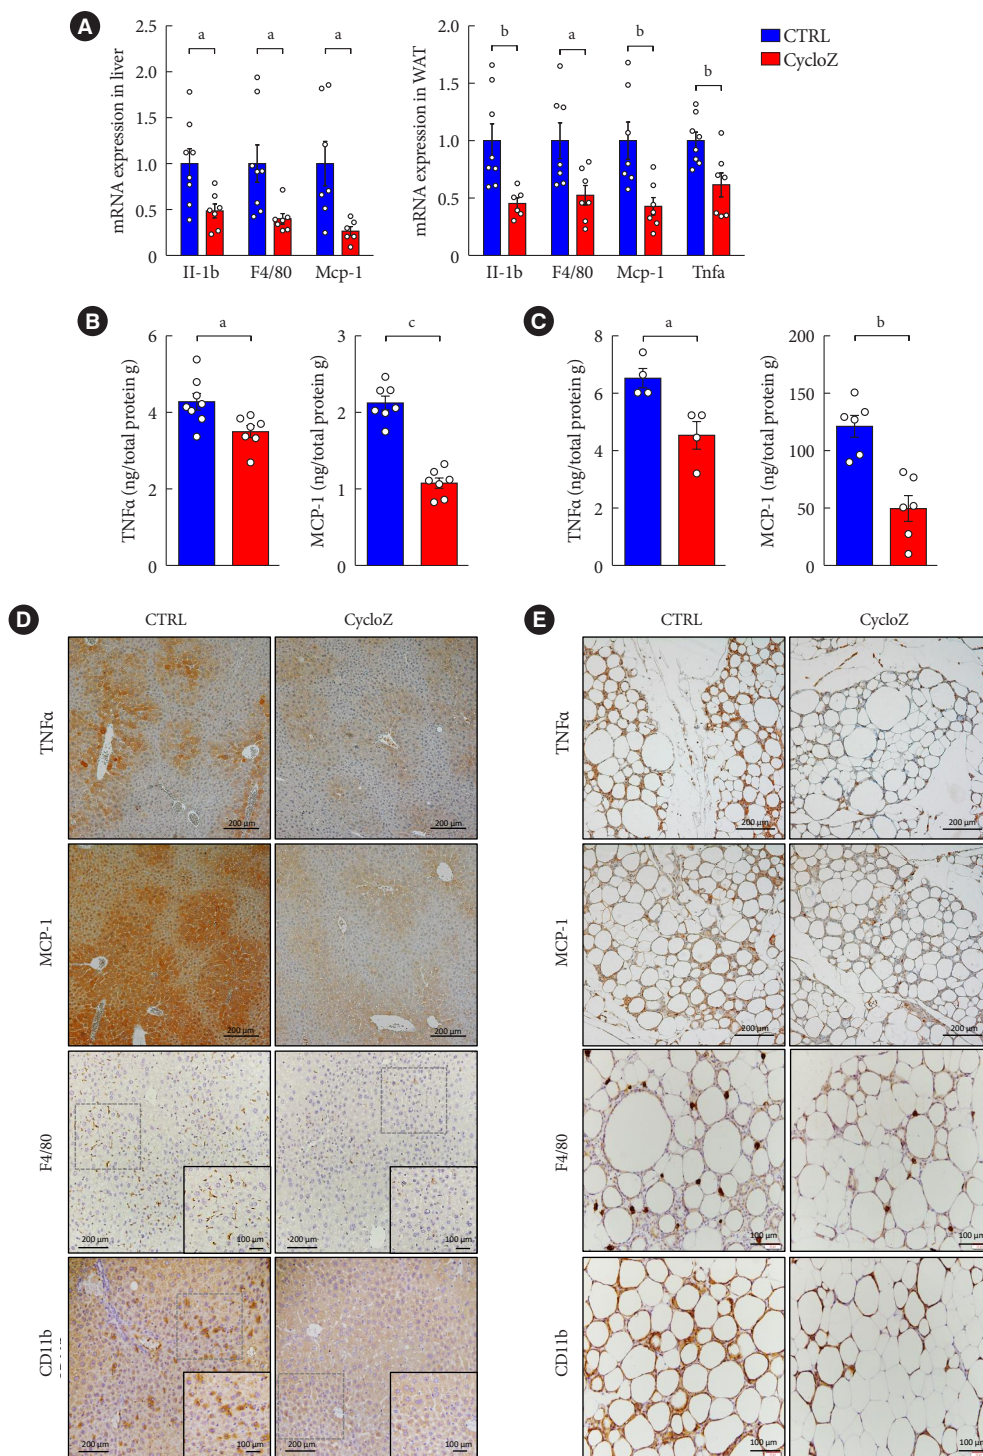 A
mRNA expression in liver
2.5
2.0
1.5
1.0
0.5
0
a
a
a
II-1b
F4/80
Mcp-1
mRNA expression in WAT
2.0
1.5
1.0
0.5
0
b
a
b
b
II-1b
F4/80
Mcp-1
Tnfa
CTRL
CycloZ
B
TNFα (ng/total protein g)
6
4
2
0
a
MCP-1 (ng/total protein g)
3
2
1
0
c
C
TNFα (ng/total protein g)
8
6
4
2
0
a
MCP-1 (ng/total protein g)
200
150
100
50
0
b
D
CTRL
CycloZ
TNFα
200 μm
200 μm
MCP-1
200 μm
200 μm
F4/80
200 μm
100 μm
200 μm
100 μm
CD11b
200 μm
100 μm
200 μm
100 μm
E
CTRL
CycloZ
TNFα
200 μm
200 μm
MCP-1
200 μm
200 μm
F4/80
100 μm
100 μm
CD11b
100 μm
100 μm